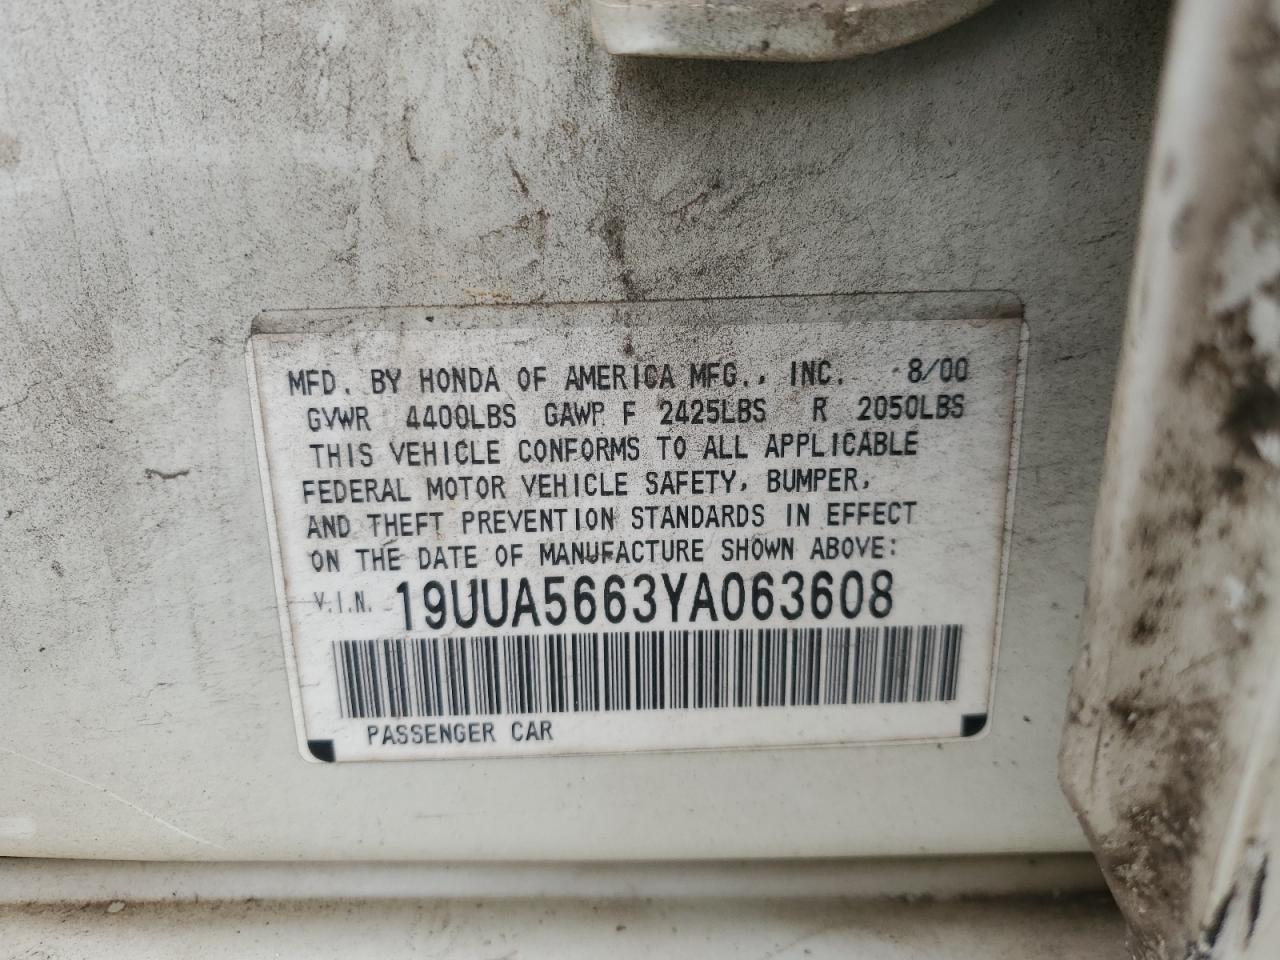 MFD. BY HONDA OF AMERICA MFG., INC. 8/00
GVWR 4400LBS GAWR F 2425LBS R 2050LBS
THIS VEHICLE CONFORMS TO ALL APPLICABLE
FEDERAL MOTOR VEHICLE SAFETY, BUMPER,
AND THEFT PREVENTION STANDARDS IN EFFECT
ON THE DATE OF MANUFACTURE SHOWN ABOVE:
V.I.N. 19UUA5663YA063608
PASSENGER CAR